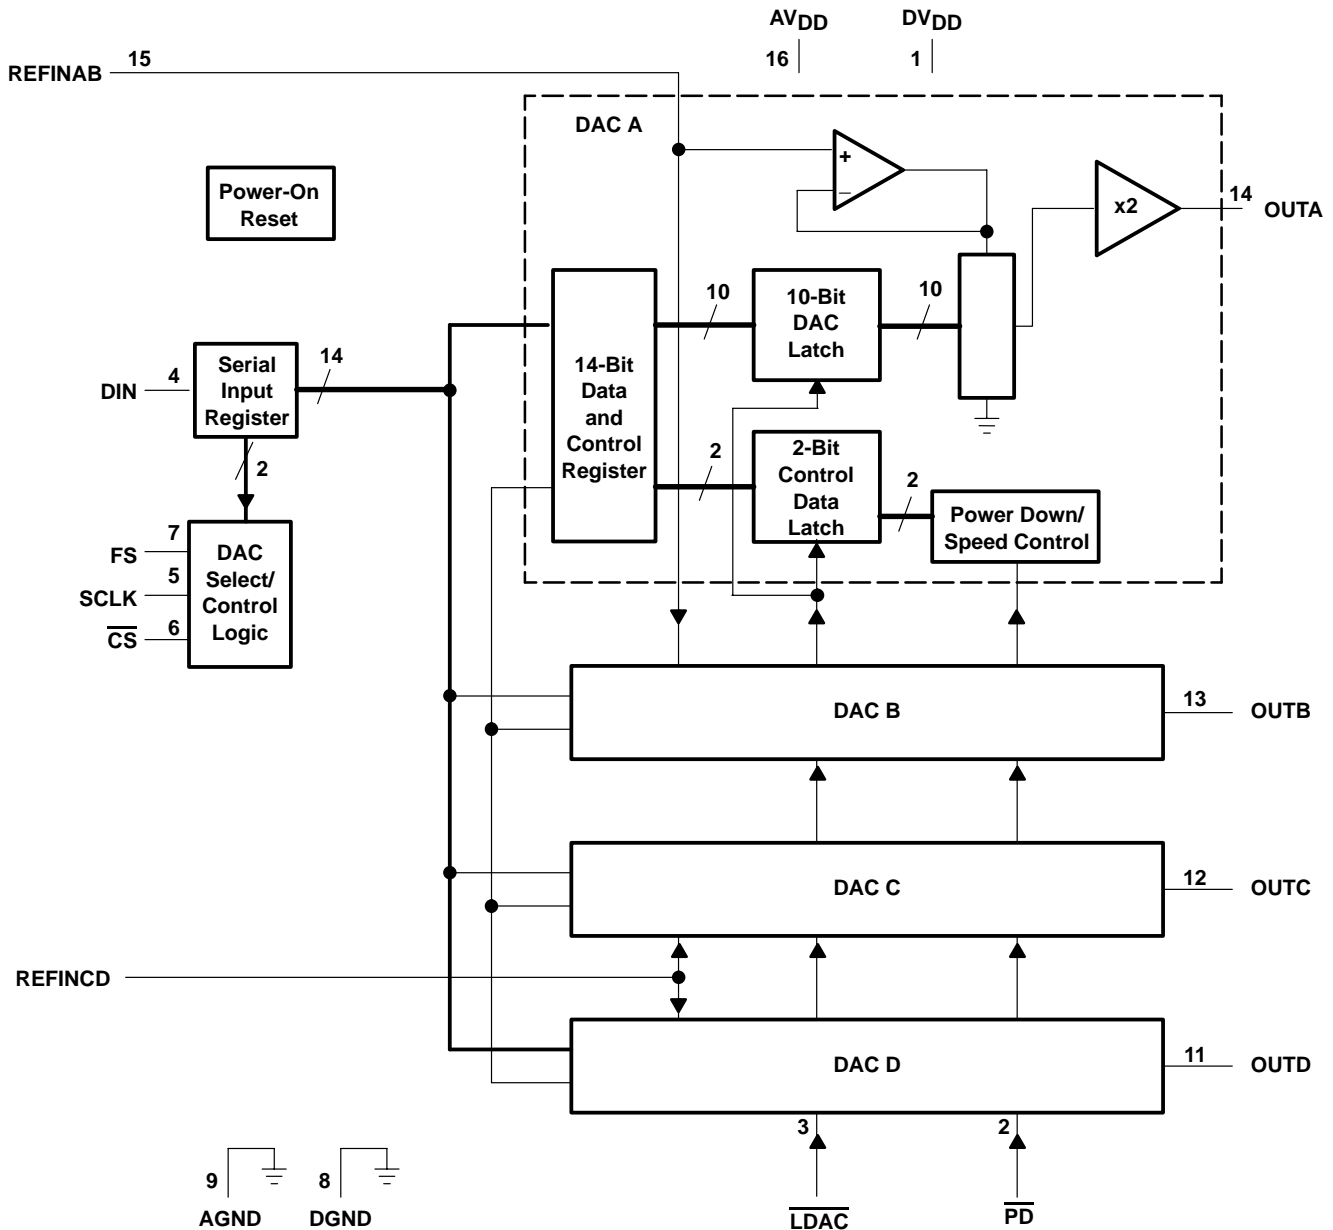 AVDD
DVDD
16
1
REFINAB
15
DAC A
+
−
x2
14
OUTA
Power-On
Reset
10
10-Bit
DAC
Latch
10
Serial
Input
Register
DIN
4
14
2
14-Bit
Data
and
Control
Register
2
2-Bit
Control
Data
Latch
2
Power Down/
Speed Control
FS
7
SCLK
5
CS
6
DAC
Select/
Control
Logic
DAC B
13
OUTB
DAC C
12
OUTC
REFINCD
DAC D
11
OUTD
3
2
9
AGND
8
DGND
LDAC
PD